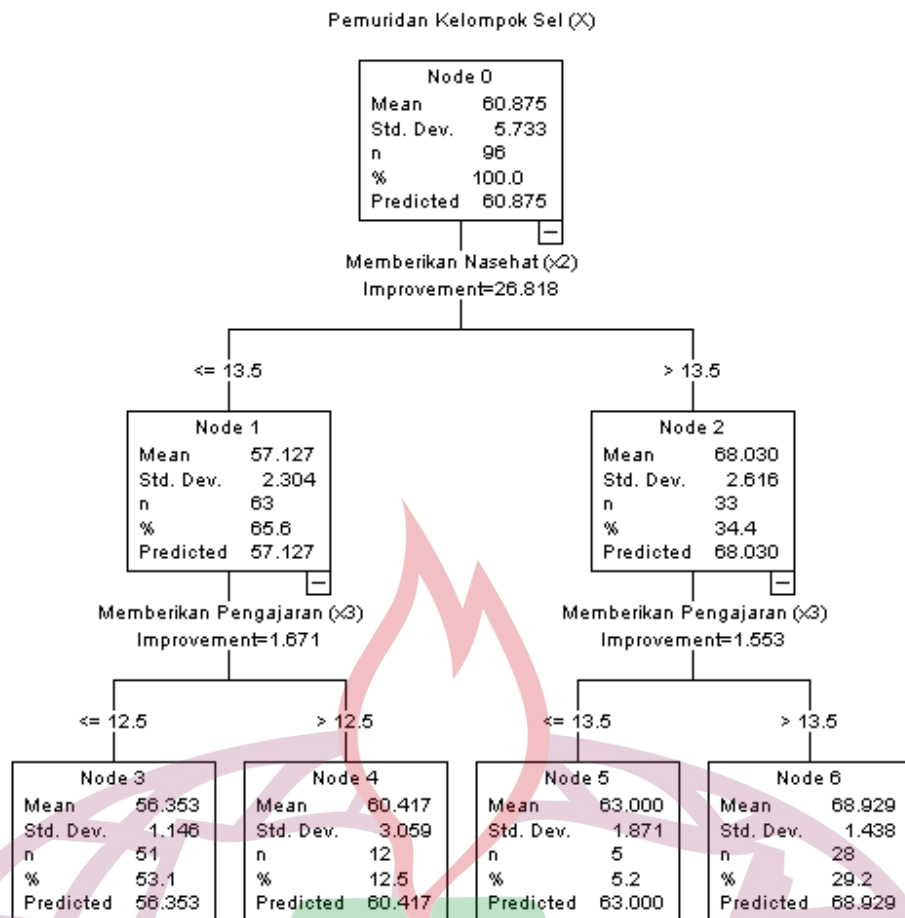 Pemuridan Kelompok Sel (X)
Node 0
Mean 60.875
Std. Dev. 5.733
n 96
% 100.0
Predicted 60.875
Memberikan Nasehat (x2)
Improvement=26.818
<= 13.5
> 13.5
Node 1
Mean 57.127
Std. Dev. 2.304
n 63
% 65.6
Predicted 57.127
Node 2
Mean 68.030
Std. Dev. 2.616
n 33
% 34.4
Predicted 68.030
Memberikan Pengajaran (x3)
Improvement=1.671
Memberikan Pengajaran (x3)
Improvement=1.553
<= 12.5
> 12.5
<= 13.5
> 13.5
Node 3
Mean 56.353
Std. Dev. 1.146
n 51
% 53.1
Predicted 56.353
Node 4
Mean 60.417
Std. Dev. 3.059
n 12
% 12.5
Predicted 60.417
Node 5
Mean 63.000
Std. Dev. 1.871
n 5
% 5.2
Predicted 63.000
Node 6
Mean 68.929
Std. Dev. 1.438
n 28
% 29.2
Predicted 68.929